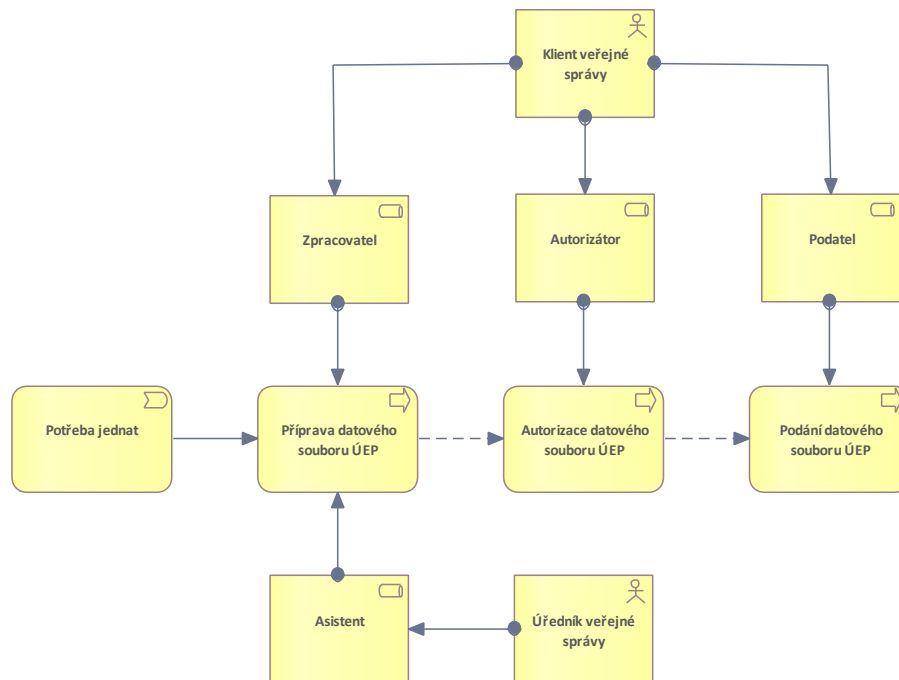 Klient veřejné
správy
Zpracovatel
Autorizátor
Podatel
Potřeba jednat
Příprava datového
souboru ÚEP
Autorizace datového
souboru ÚEP
Podání datového
souboru ÚEP
Asistent
Úředník veřejné
správy